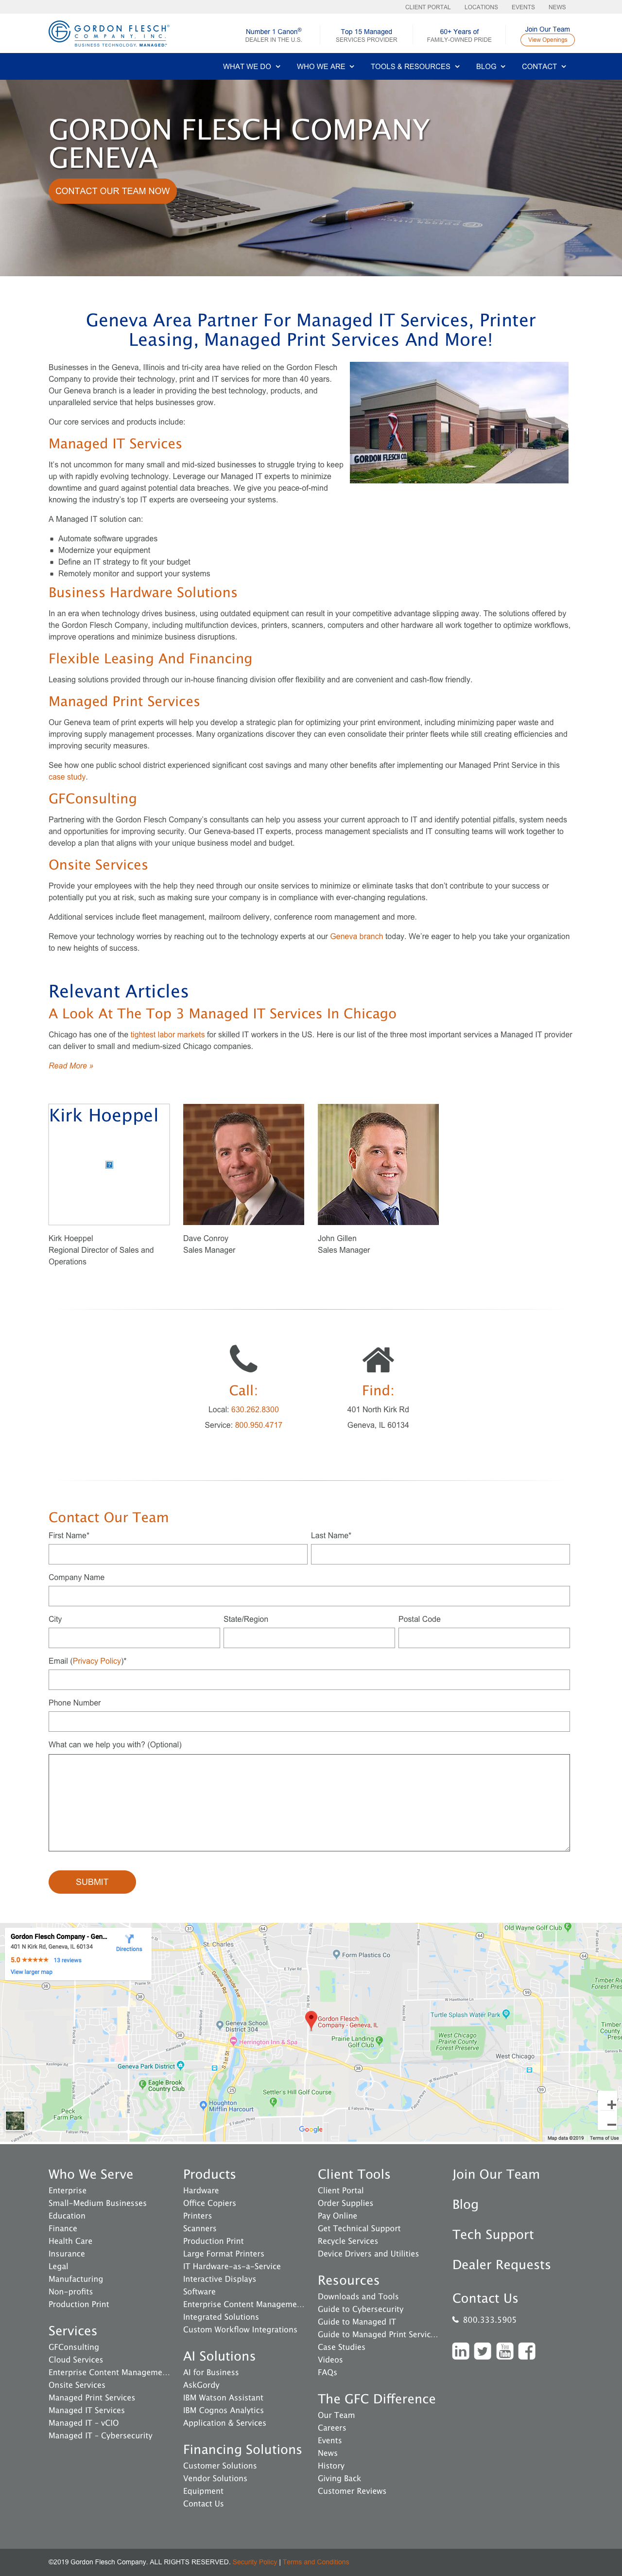 CLIENT PORTAL LOCATIONS EVENTS NEWS
GORDON FLESCH®
COMPANY, INC.
BUSINESS TECHNOLOGY, MANAGED.®
Number 1 Canon®
DEALER IN THE U.S.
Top 15 Managed
SERVICES PROVIDER
60+ Years of
FAMILY-OWNED PRIDE
Join Our Team
View Openings
WHAT WE DO WHO WE ARE TOOLS & RESOURCES BLOG CONTACT
GORDON FLESCH COMPANY
GENEVA
CONTACT OUR TEAM NOW
Geneva Area Partner For Managed IT Services, Printer
Leasing, Managed Print Services And More!
Businesses in the Geneva, Illinois and tri-city area have relied on the Gordon Flesch
Company to provide their technology, print and IT services for more than 40 years.
Our Geneva branch is a leader in providing the best technology, products, and
unparalleled service that helps businesses grow.
Our core services and products include:
GORDON FLESCH CO.
Managed IT Services
It's not uncommon for many small and mid-sized businesses to struggle trying to keep
up with rapidly evolving technology. Leverage our Managed IT experts to minimize
downtime and guard against potential data breaches. We give you peace-of-mind
knowing the industry's top IT experts are overseeing your systems.
A Managed IT solution can:
Automate software upgrades
Modernize your equipment
Define an IT strategy to fit your budget
Remotely monitor and support your systems
Business Hardware Solutions
In an era when technology drives business, using outdated equipment can result in your competitive advantage slipping away. The solutions offered by
the Gordon Flesch Company, including multifunction devices, printers, scanners, computers and other hardware all work together to optimize workflows,
improve operations and minimize business disruptions.
Flexible Leasing And Financing
Leasing solutions provided through our in-house financing division offer flexibility and are convenient and cash-flow friendly.
Managed Print Services
Our Geneva team of print experts will help you develop a strategic plan for optimizing your print environment, including minimizing paper waste and
improving supply management processes. Many organizations discover they can even consolidate their printer fleets while still creating efficiencies and
improving security measures.
See how one public school district experienced significant cost savings and many other benefits after implementing our Managed Print Service in this
case study.
GFConsulting
Partnering with the Gordon Flesch Company's consultants can help you assess your current approach to IT and identify potential pitfalls, system needs
and opportunities for improving security. Our Geneva-based IT experts, process management specialists and IT consulting teams will work together to
develop a plan that aligns with your unique business model and budget.
Onsite Services
Provide your employees with the help they need through our onsite services to minimize or eliminate tasks that don't contribute to your success or
potentially put you at risk, such as making sure your company is in compliance with ever-changing regulations.
Additional services include fleet management, mailroom delivery, conference room management and more.
Remove your technology worries by reaching out to the technology experts at our Geneva branch today. We're eager to help you take your organization
to new heights of success.
Relevant Articles
A Look At The Top 3 Managed IT Services In Chicago
Chicago has one of the tightest labor markets for skilled IT workers in the US. Here is our list of the three most important services a Managed IT provider
can deliver to small and medium-sized Chicago companies.
Read More »
Kirk Hoeppel
Kirk Hoeppel
Regional Director of Sales and
Operations
Dave Conroy
Sales Manager
John Gillen
Sales Manager
Call:
Local: 630.262.8300
Service: 800.950.4717
Find:
401 North Kirk Rd
Geneva, IL 60134
Contact Our Team
First Name* Last Name*
Company Name
City State/Region Postal Code
Email (Privacy Policy)*
Phone Number
What can we help you with? (Optional)
SUBMIT
Gordon Flesch Company - Gen...
401 N Kirk Rd, Geneva, IL 60134
5.0 ★★★★★ 13 reviews
View larger map
Directions
St. Charles
Form Plastics Co
Old Wayne Golf Club
Geneva School
District 304
Herrington Inn & Spa
Gordon Flesch
Company - Geneva, IL
Prairie Landing
Golf Club
Turtle Splash Water Park
West Chicago
Prairie County
Forest Preserve
West Chicago
Geneva Park District
Eagle Brook
Country Club
Houghton
Mifflin Harcourt
Settler's Hill Golf Course
Peck
Farm Park
Google
Map data ©2019 Terms of Use
Who We Serve
Enterprise
Small-Medium Businesses
Education
Finance
Health Care
Insurance
Legal
Manufacturing
Non-profits
Production Print
Services
GFConsulting
Cloud Services
Enterprise Content Manageme...
Onsite Services
Managed Print Services
Managed IT Services
Managed IT - vCIO
Managed IT - Cybersecurity
Products
Hardware
Office Copiers
Printers
Scanners
Production Print
Large Format Printers
IT Hardware-as-a-Service
Interactive Displays
Software
Enterprise Content Manageme...
Integrated Solutions
Custom Workflow Integrations
AI Solutions
AI for Business
AskGordy
IBM Watson Assistant
IBM Cognos Analytics
Application & Services
Financing Solutions
Customer Solutions
Vendor Solutions
Equipment
Contact Us
Client Tools
Client Portal
Order Supplies
Pay Online
Get Technical Support
Recycle Services
Device Drivers and Utilities
Resources
Downloads and Tools
Guide to Cybersecurity
Guide to Managed IT
Guide to Managed Print Servic...
Case Studies
Videos
FAQs
The GFC Difference
Our Team
Careers
Events
News
History
Giving Back
Customer Reviews
Join Our Team
Blog
Tech Support
Dealer Requests
Contact Us
800.333.5905
©2019 Gordon Flesch Company. ALL RIGHTS RESERVED. Security Policy | Terms and Conditions